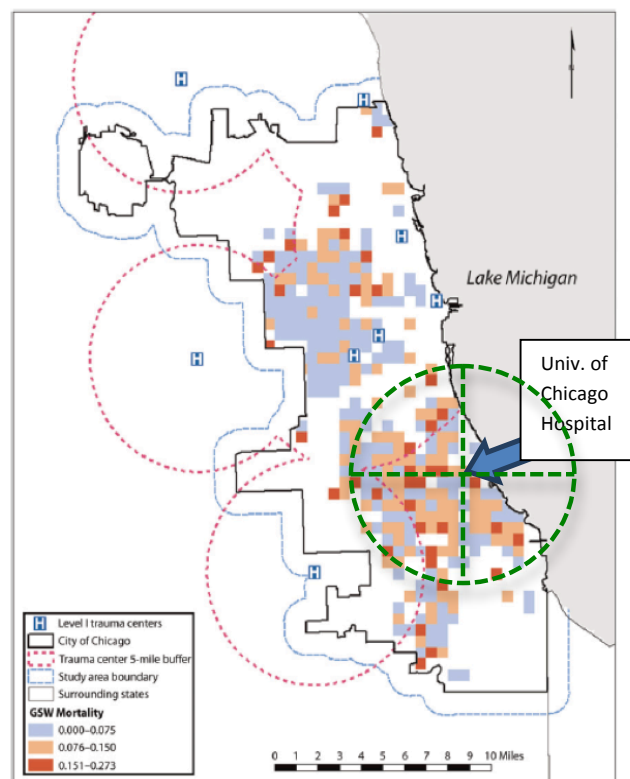 H
H
H
H
Lake Michigan
H
H
Univ. of
Chicago
Hospital
H
H
H
H Level I trauma centers
City of Chicago
Trauma center 5-mile buffer
Study area boundary
Surrounding states
GSW Mortality
0.000–0.075
0.076–0.150
0.151–0.273
0 1 2 3 4 5 6 7 8 9 10 Miles